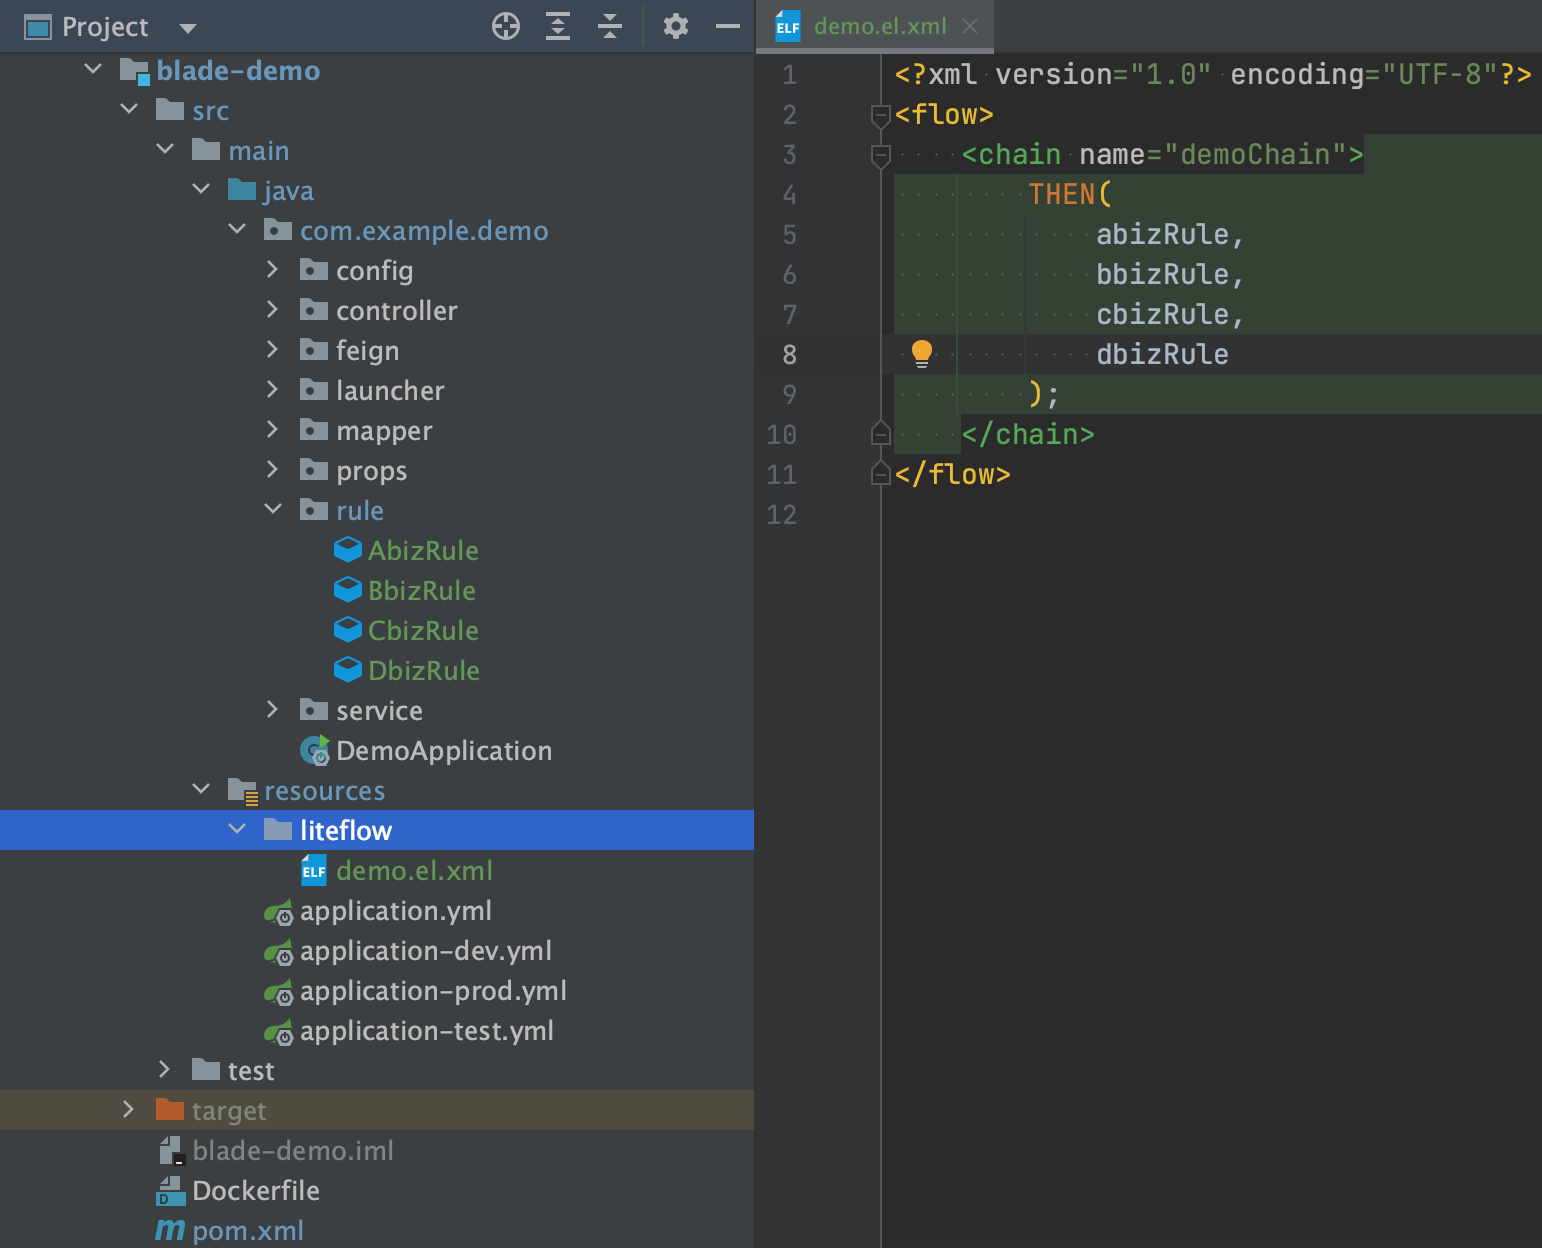 Project
blade-demo
src
main
java
com.example.demo
config
controller
feign
launcher
mapper
props
rule
AbizRule
BbizRule
CbizRule
DbizRule
service
DemoApplication
resources
liteflow
ELF demo.el.xml
application.yml
application-dev.yml
application-prod.yml
application-test.yml
test
target
blade-demo.iml
D Dockerfile
m pom.xml
ELF demo.el.xml
1 <?xml version="1.0" encoding="UTF-8"?>
2 <flow>
3 <chain name="demoChain">
4 THEN(
5 abizRule,
6 bbizRule,
7 cbizRule,
8 dbizRule
9 );
10 </chain>
11 </flow>
12